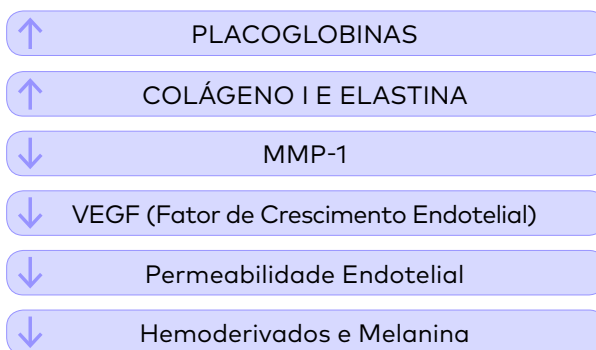 PLACOGLOBINAS
COLÁGENO I E ELASTINA
MMP-1
VEGF (Fator de Crescimento Endotelial)
Permeabilidade Endotelial
Hemoderivados e Melanina